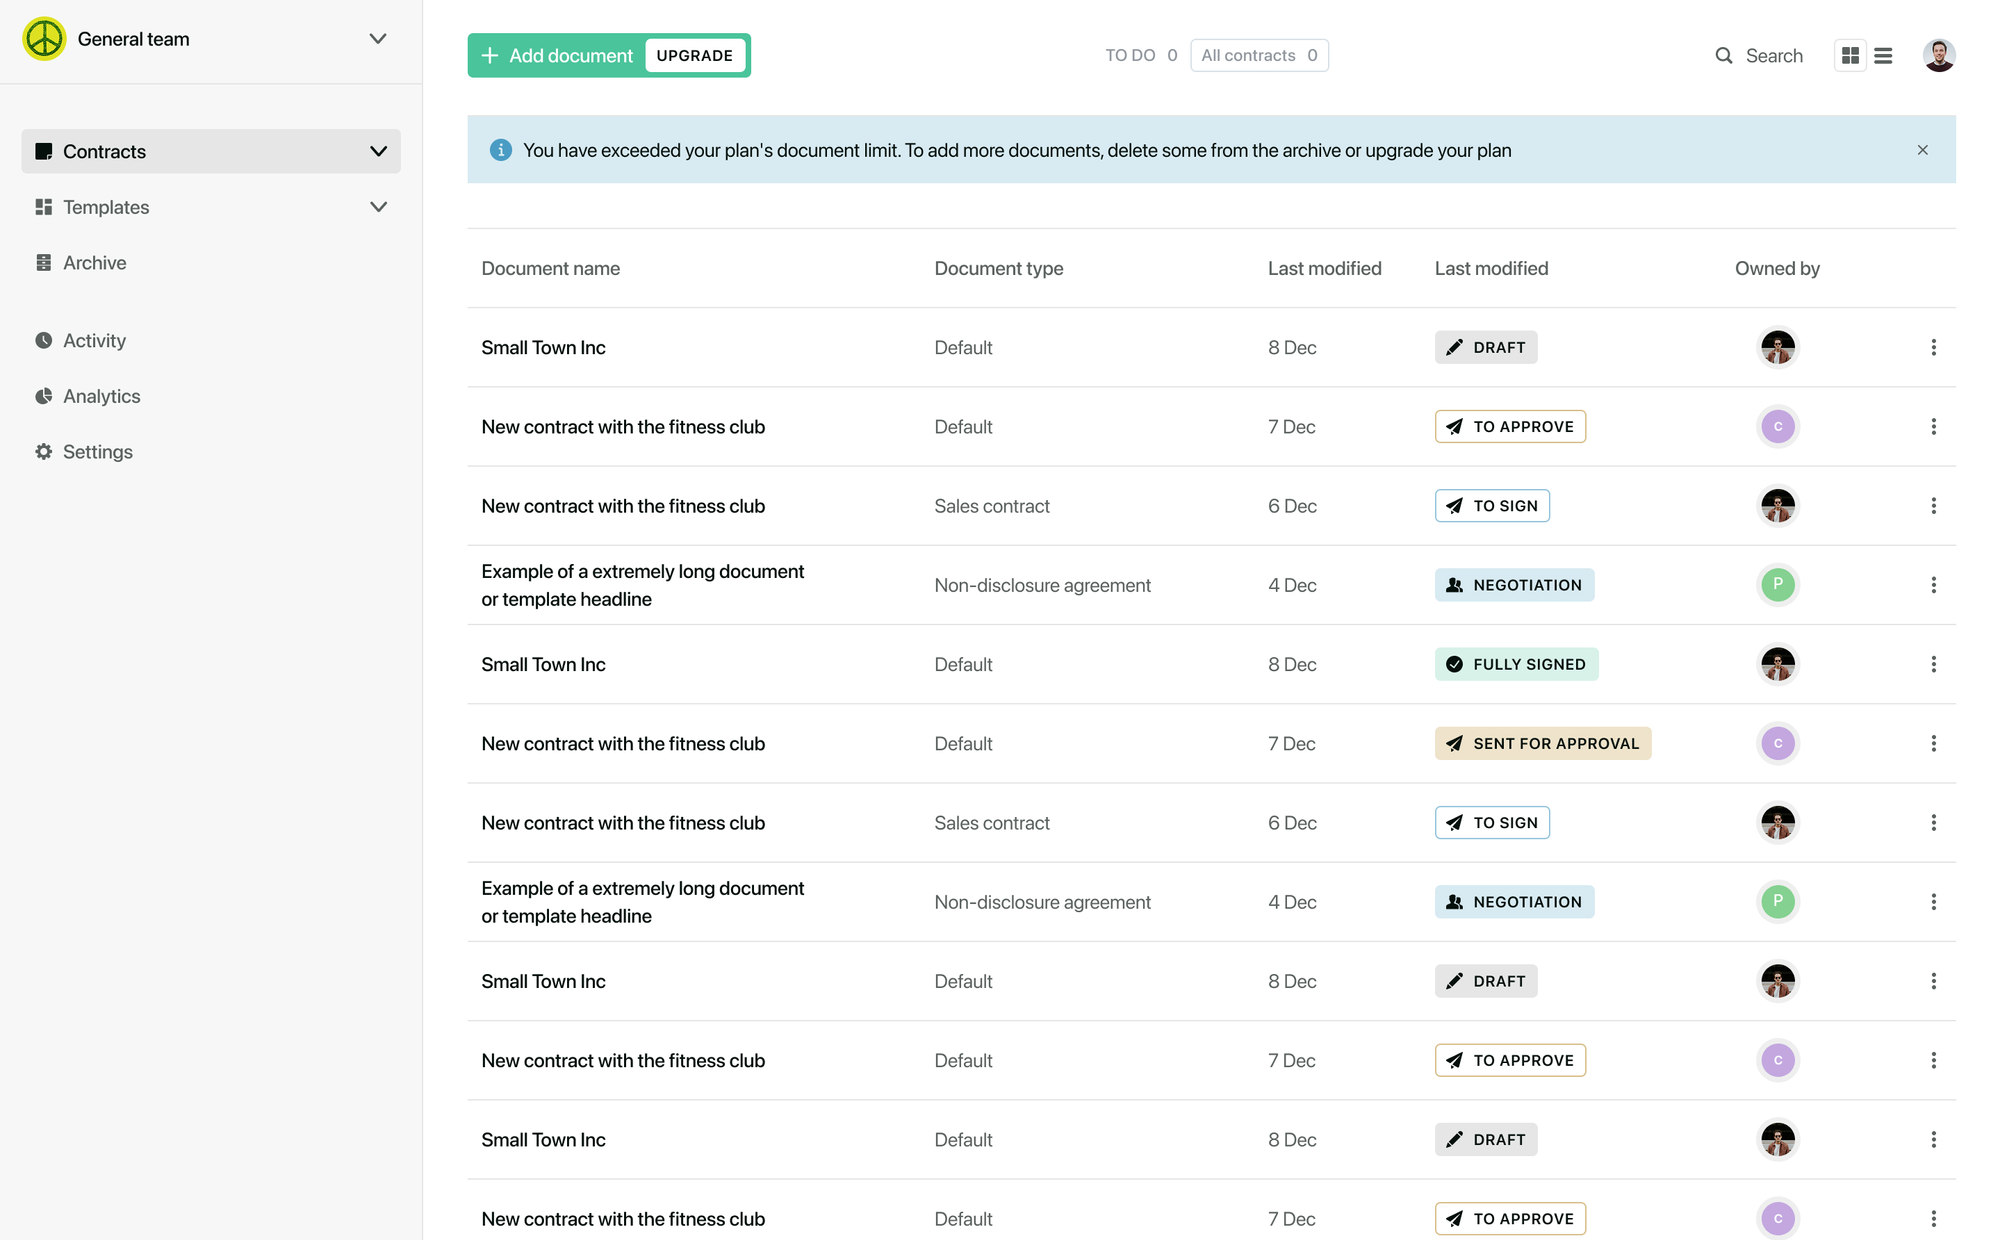 General team
Add document UPGRADE
TO DO 0 All contracts 0
Search
You have exceeded your plan's document limit. To add more documents, delete some from the archive or upgrade your plan
Contracts
Templates
Archive
Activity
Analytics
Settings
Document name Document type Last modified Last modified Owned by
Small Town Inc Default 8 Dec DRAFT
New contract with the fitness club Default 7 Dec TO APPROVE C
New contract with the fitness club Sales contract 6 Dec TO SIGN
Example of a extremely long document
or template headline
Non-disclosure agreement 4 Dec NEGOTIATION P
Small Town Inc Default 8 Dec FULLY SIGNED
New contract with the fitness club Default 7 Dec SENT FOR APPROVAL C
New contract with the fitness club Sales contract 6 Dec TO SIGN
Example of a extremely long document
or template headline
Non-disclosure agreement 4 Dec NEGOTIATION P
Small Town Inc Default 8 Dec DRAFT
New contract with the fitness club Default 7 Dec TO APPROVE C
Small Town Inc Default 8 Dec DRAFT
New contract with the fitness club Default 7 Dec TO APPROVE C